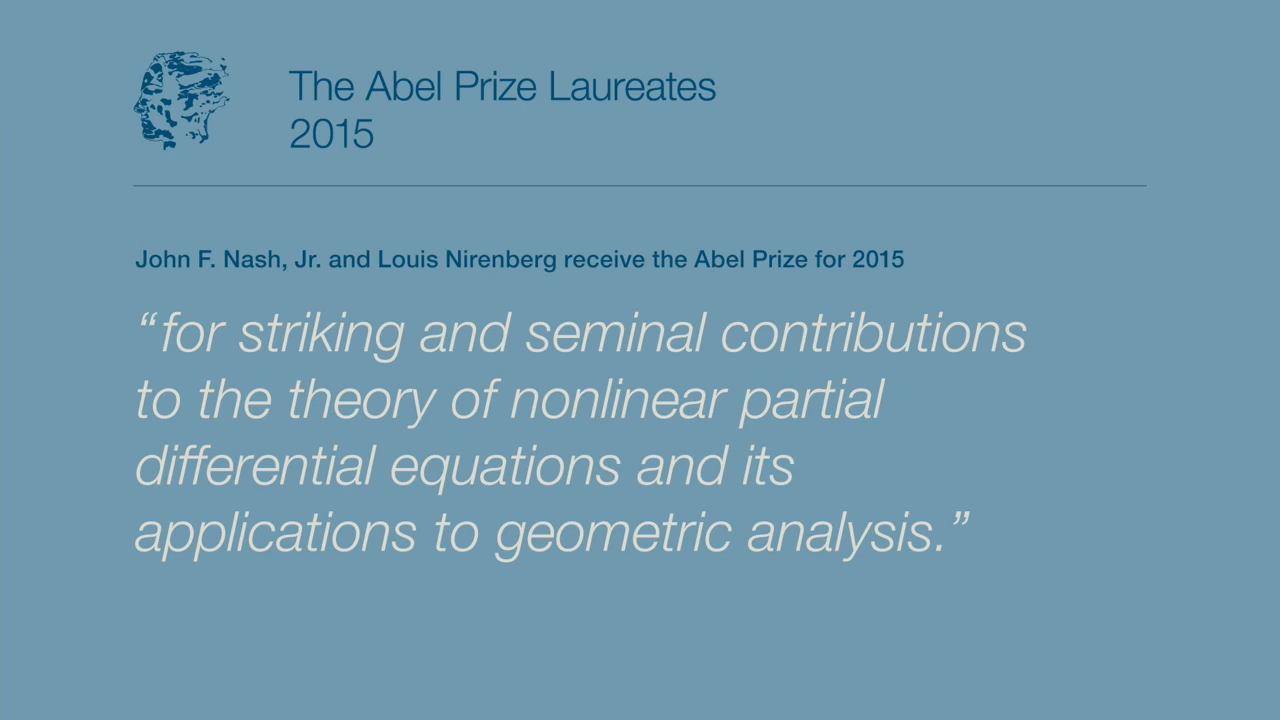 The Abel Prize Laureates
2015
John F. Nash, Jr. and Louis Nirenberg receive the Abel Prize for 2015
“for striking and seminal contributions
to the theory of nonlinear partial
differential equations and its
applications to geometric analysis.”